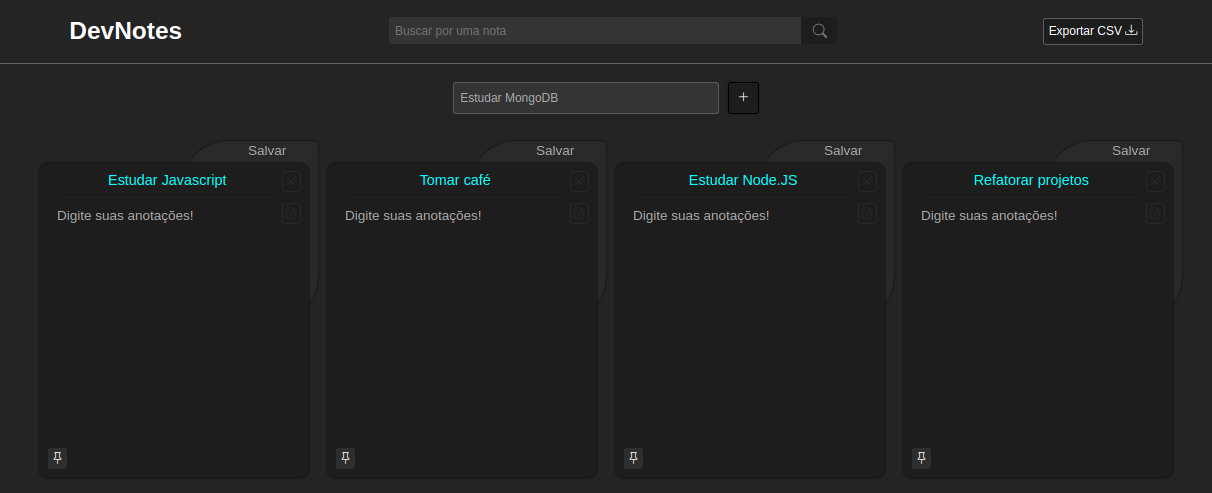 DevNotes
Buscar por uma nota
Exportar CSV
Estudar MongoDB
+
Salvar
Salvar
Salvar
Salvar
Estudar Javascript
Tomar café
Estudar Node.JS
Refatorar projetos
Digite suas anotações!
Digite suas anotações!
Digite suas anotações!
Digite suas anotações!